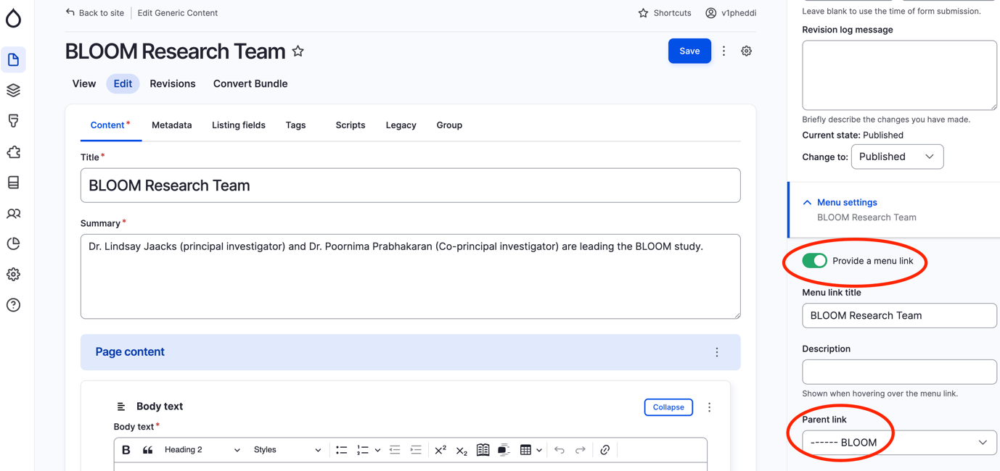 Back to site
Edit Generic Content
Shortcuts
v1pheddi
BLOOM Research Team
Save
View
Edit
Revisions
Convert Bundle
Content*
Metadata
Listing fields
Tags
Scripts
Legacy
Group
Title*
BLOOM Research Team
Summary*
Dr. Lindsay Jaacks (principal investigator) and Dr. Poornima Prabhakaran (Co-principal investigator) are leading the BLOOM study.
Page content
Body text
Collapse
Body text*
B
Heading 2
Styles
Leave blank to use the time of form submission.
Revision log message
Briefly describe the changes you have made.
Current state: Published
Change to: Published
Menu settings
BLOOM Research Team
Provide a menu link
Menu link title
BLOOM Research Team
Description
Shown when hovering over the menu link.
Parent link
------ BLOOM